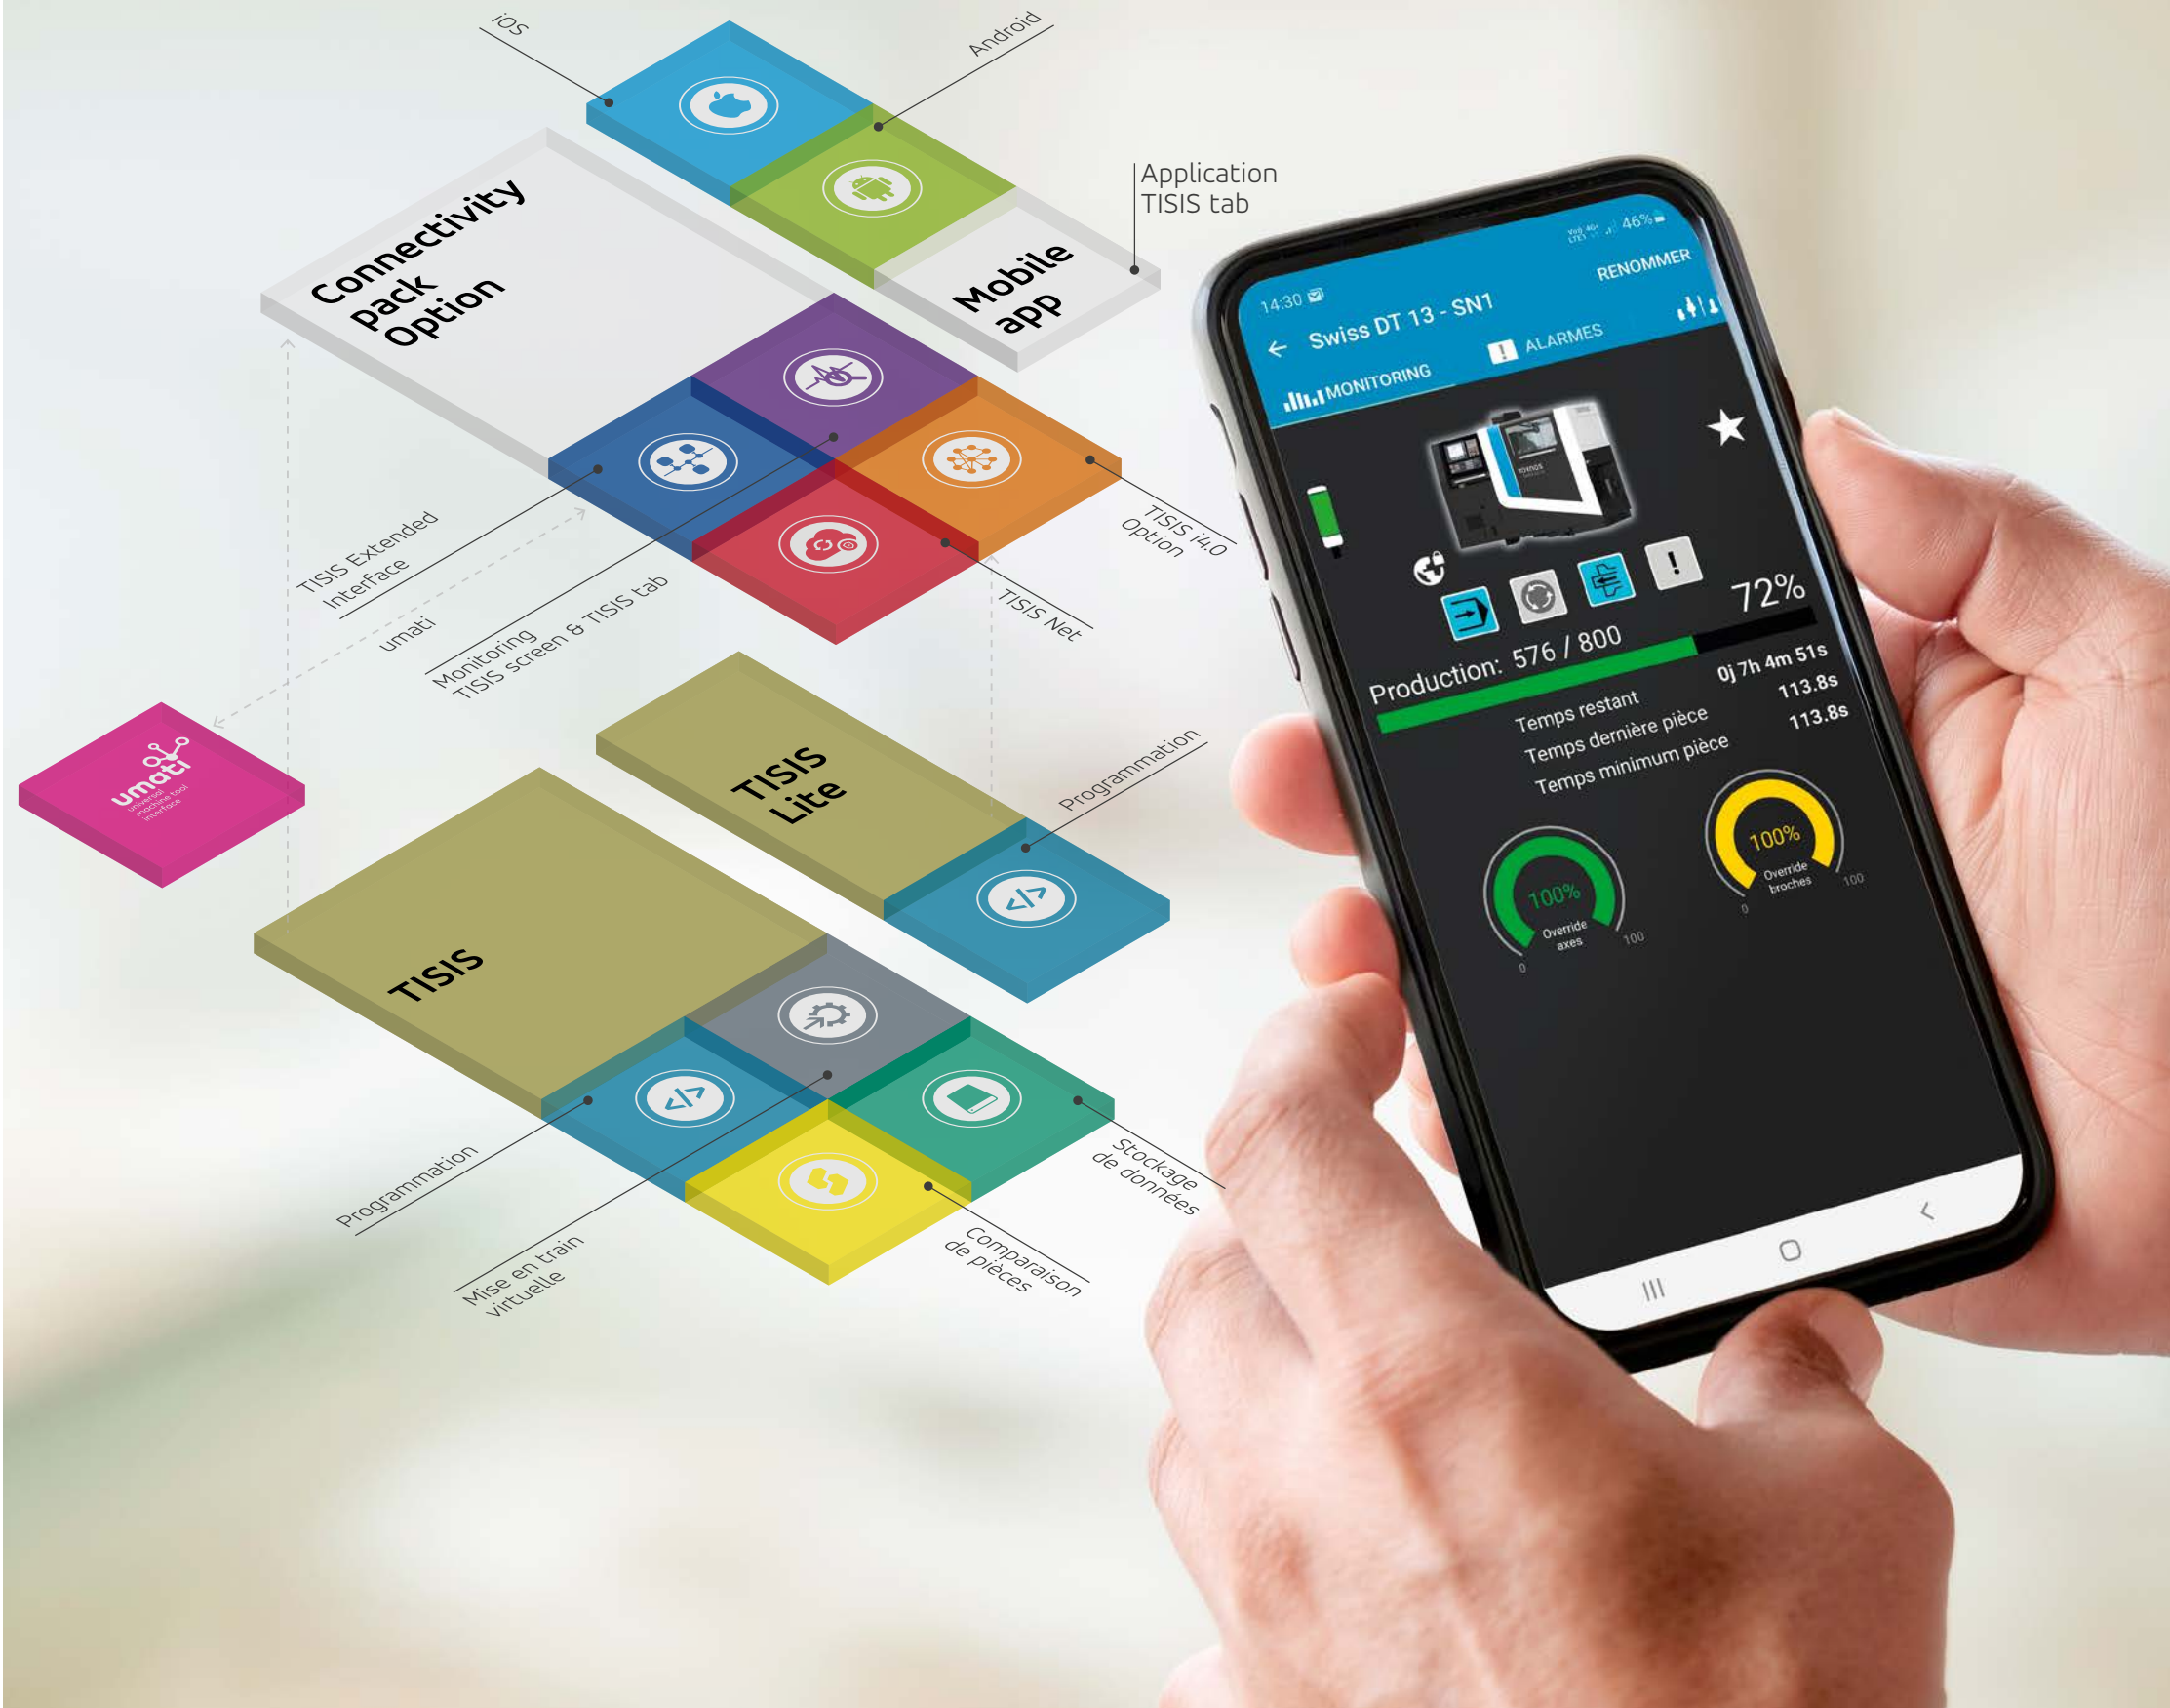 iOS
Android
Application
TISIS tab
Connectivity
pack
Option
Mobile
app
TISIS Extended
Interface
umati
Monitoring
TISIS screen & TISIS tab
TISIS i4.0
Option
TISIS Net
umati
universal
machine tool
interface
TISIS
Lite
Programmation
TISIS
Programmation
Mise en train
virtuelle
Stockage
de données
Comparaison
de pièces
14:30
46%
RENOMMER
Swiss DT 13 - SN1
MONITORING
ALARMES
72%
Production: 576 / 800
Temps restant 0j 7h 4m 51s
Temps dernière pièce 113.8s
Temps minimum pièce 113.8s
100%
Override
axes
0 100
100%
Override
broches
0 100